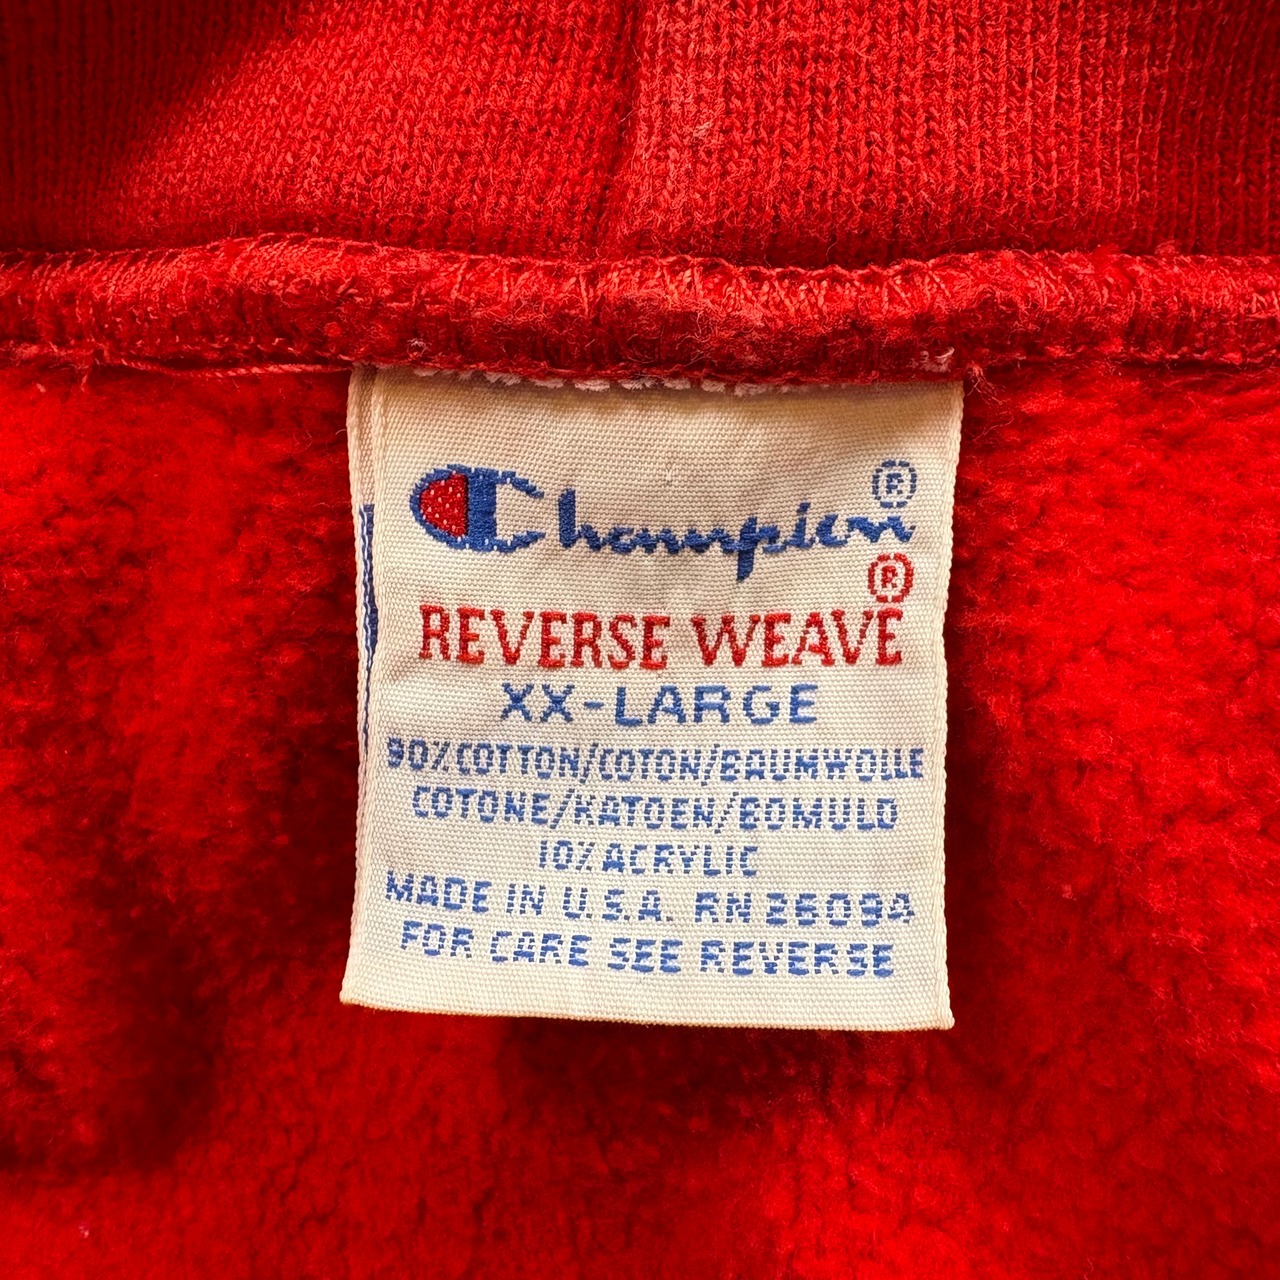 Champion®
REVERSE WEAVE®
XX-LARGE
90% COTTON/COTON/BAUMWOLLE
COTONE/KATOEN/BOMULD
10% ACRYLIC
MADE IN U.S.A. RN 26094
FOR CARE SEE REVERSE